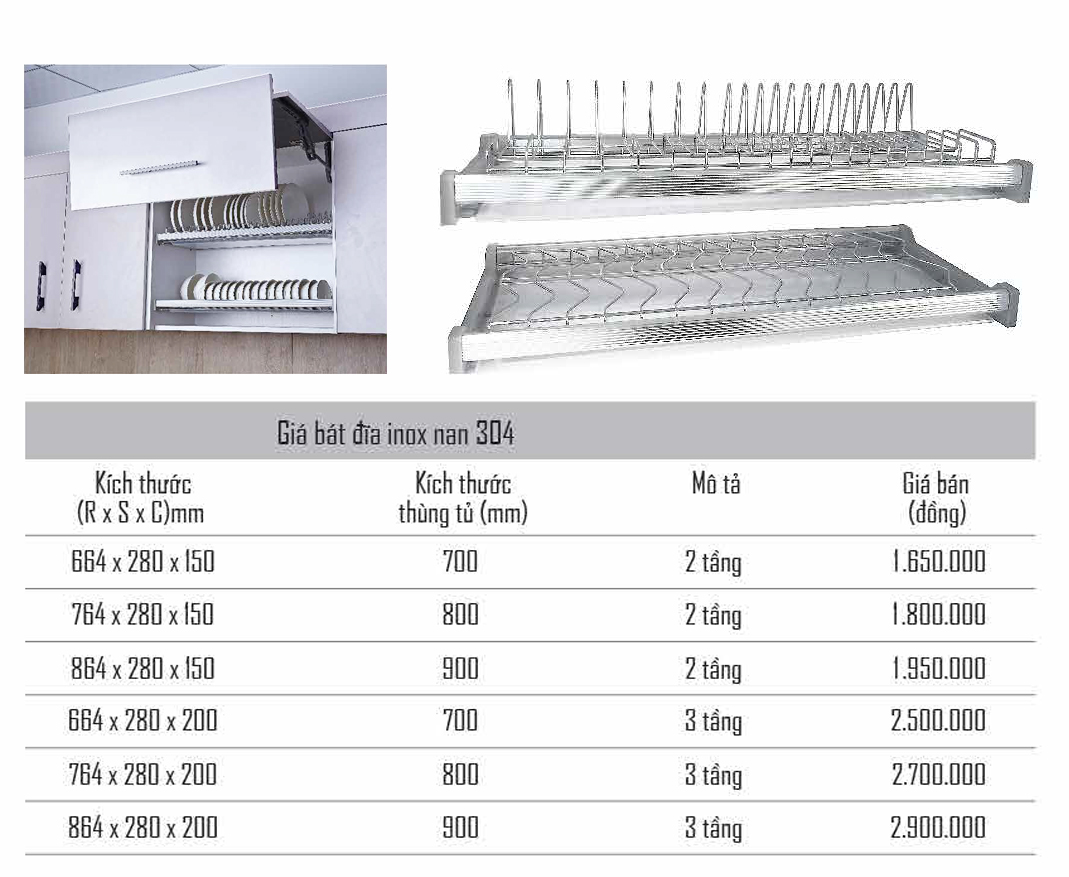 Giá bát đĩa inox nan 304
Kích thước (R x S x C)mm Kích thước thùng tủ (mm) Mô tả Giá bán (đồng)
664 x 280 x 150 700 2 tầng 1.650.000
764 x 280 x 150 800 2 tầng 1.800.000
864 x 280 x 150 900 2 tầng 1.950.000
664 x 280 x 200 700 3 tầng 2.500.000
764 x 280 x 200 800 3 tầng 2.700.000
864 x 280 x 200 900 3 tầng 2.900.000